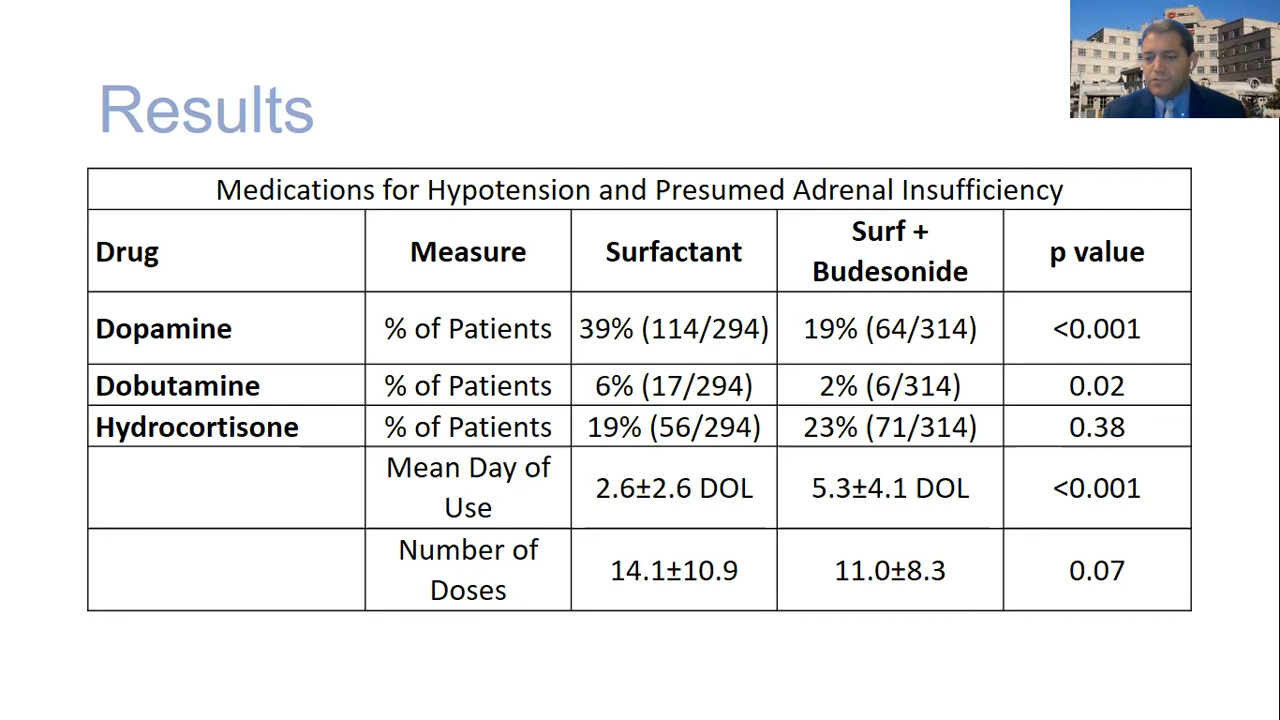 Results
Medications for Hypotension and Presumed Adrenal Insufficiency
Drug Measure Surfactant Surf + Budesonide p value
Dopamine % of Patients 39% (114/294) 19% (64/314) <0.001
Dobutamine % of Patients 6% (17/294) 2% (6/314) 0.02
Hydrocortisone % of Patients 19% (56/294) 23% (71/314) 0.38
Mean Day of Use 2.6±2.6 DOL 5.3±4.1 DOL <0.001
Number of Doses 14.1±10.9 11.0±8.3 0.07